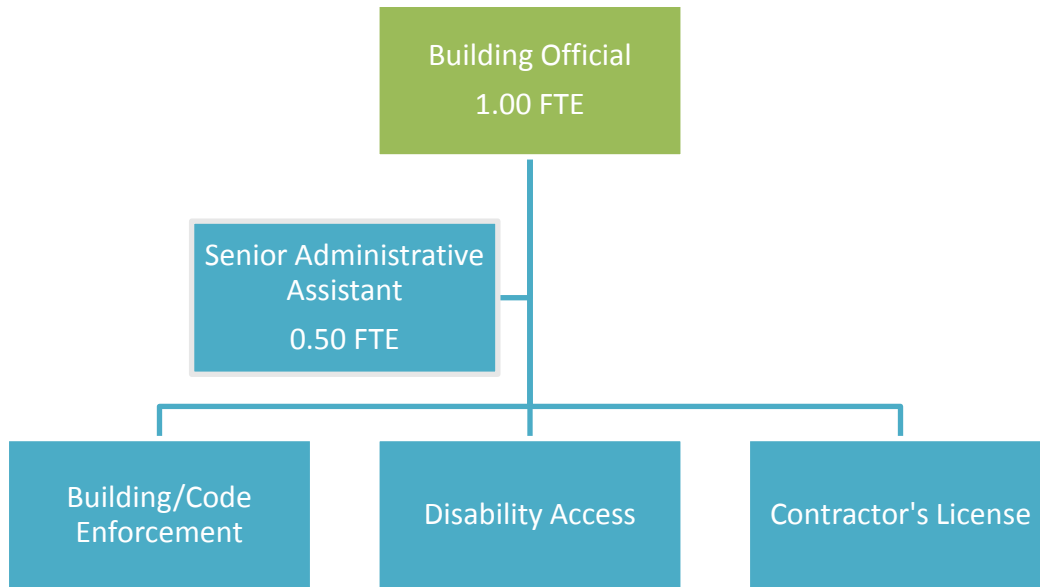 Building Official
1.00 FTE
Senior Administrative
Assistant
0.50 FTE
Building/Code
Enforcement
Disability Access
Contractor's License